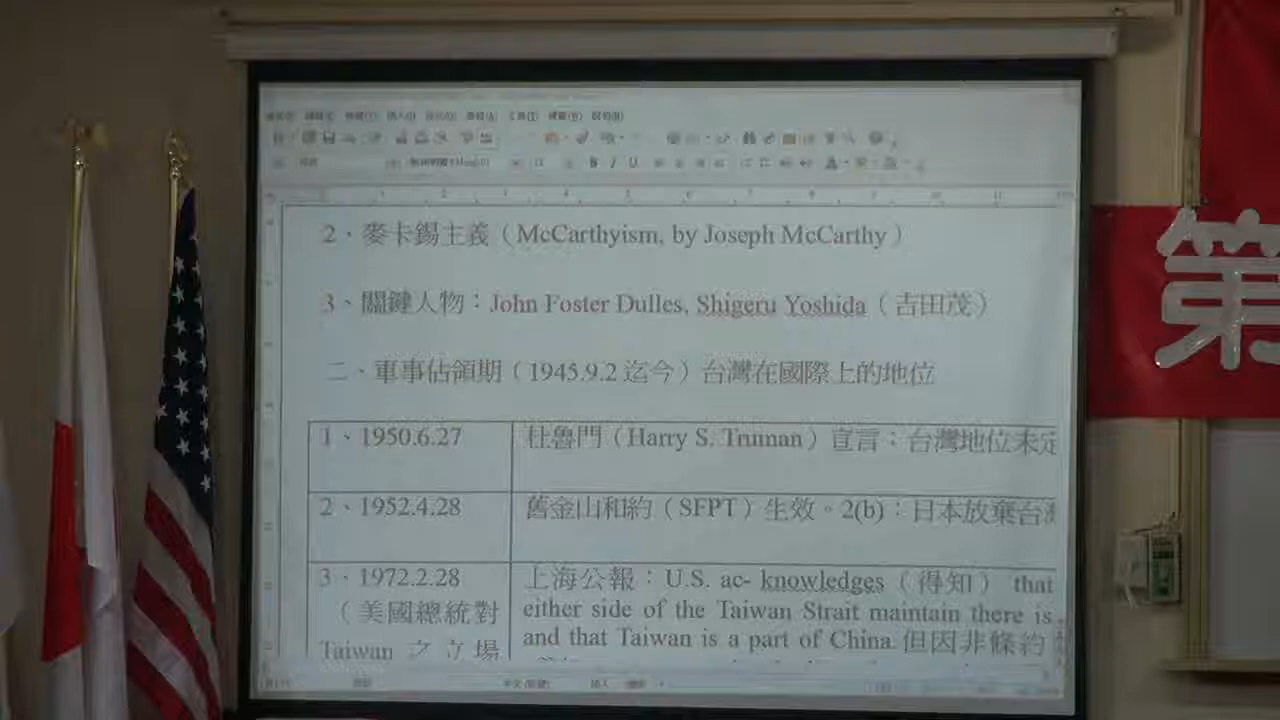 2、麥卡錫主義（McCarthyism, by Joseph McCarthy）
3、關鍵人物：John Foster Dulles, Shigeru Yoshida（吉田茂）
二、軍事佔領期（1945.9.2 迄今）台灣在國際上的地位
1、1950.6.27
杜魯門（Harry S. Truman）宣言：台灣地位未定
2、1952.4.28
舊金山和約（SFPT）生效。2(b)：日本放棄台灣
3、1972.2.28
（美國總統對
Taiwan 之立場
上海公報：U.S. ac- knowledges（得知） that
either side of the Taiwan Strait maintain there is
and that Taiwan is a part of China. 但因非條約
第